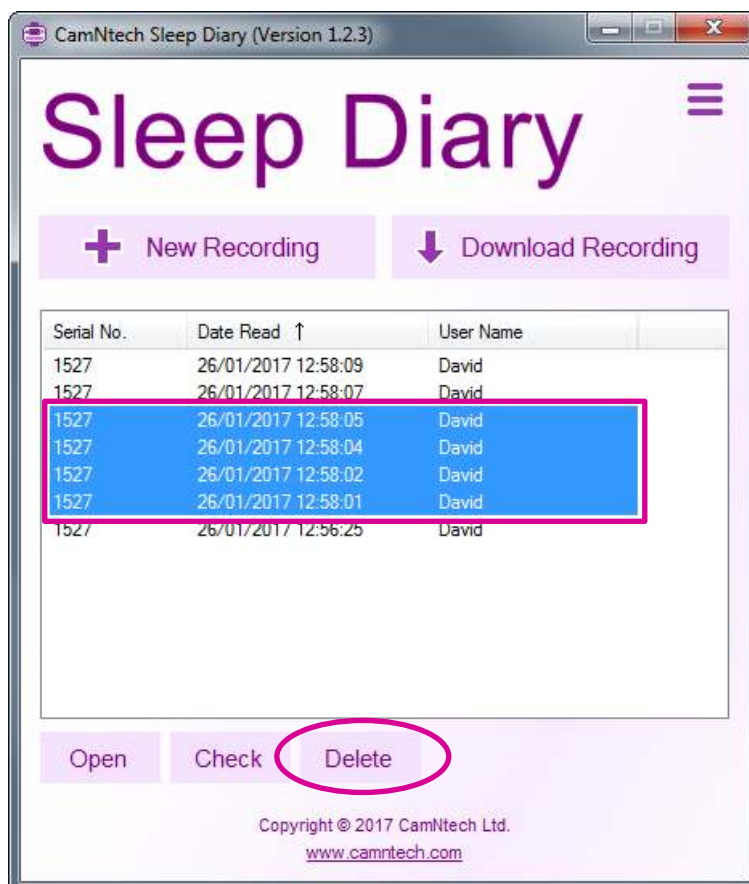 CamNtech Sleep Diary (Version 1.2.3)
Sleep Diary
New Recording Download Recording
Serial No. Date Read ↑ User Name
1527 26/01/2017 12:58:09 David
1527 26/01/2017 12:58:07 David
1527 26/01/2017 12:58:05 David
1527 26/01/2017 12:58:04 David
1527 26/01/2017 12:58:02 David
1527 26/01/2017 12:58:01 David
1527 26/01/2017 12:56:25 David
Open Check Delete
Copyright © 2017 CamNtech Ltd.
www.camntech.com